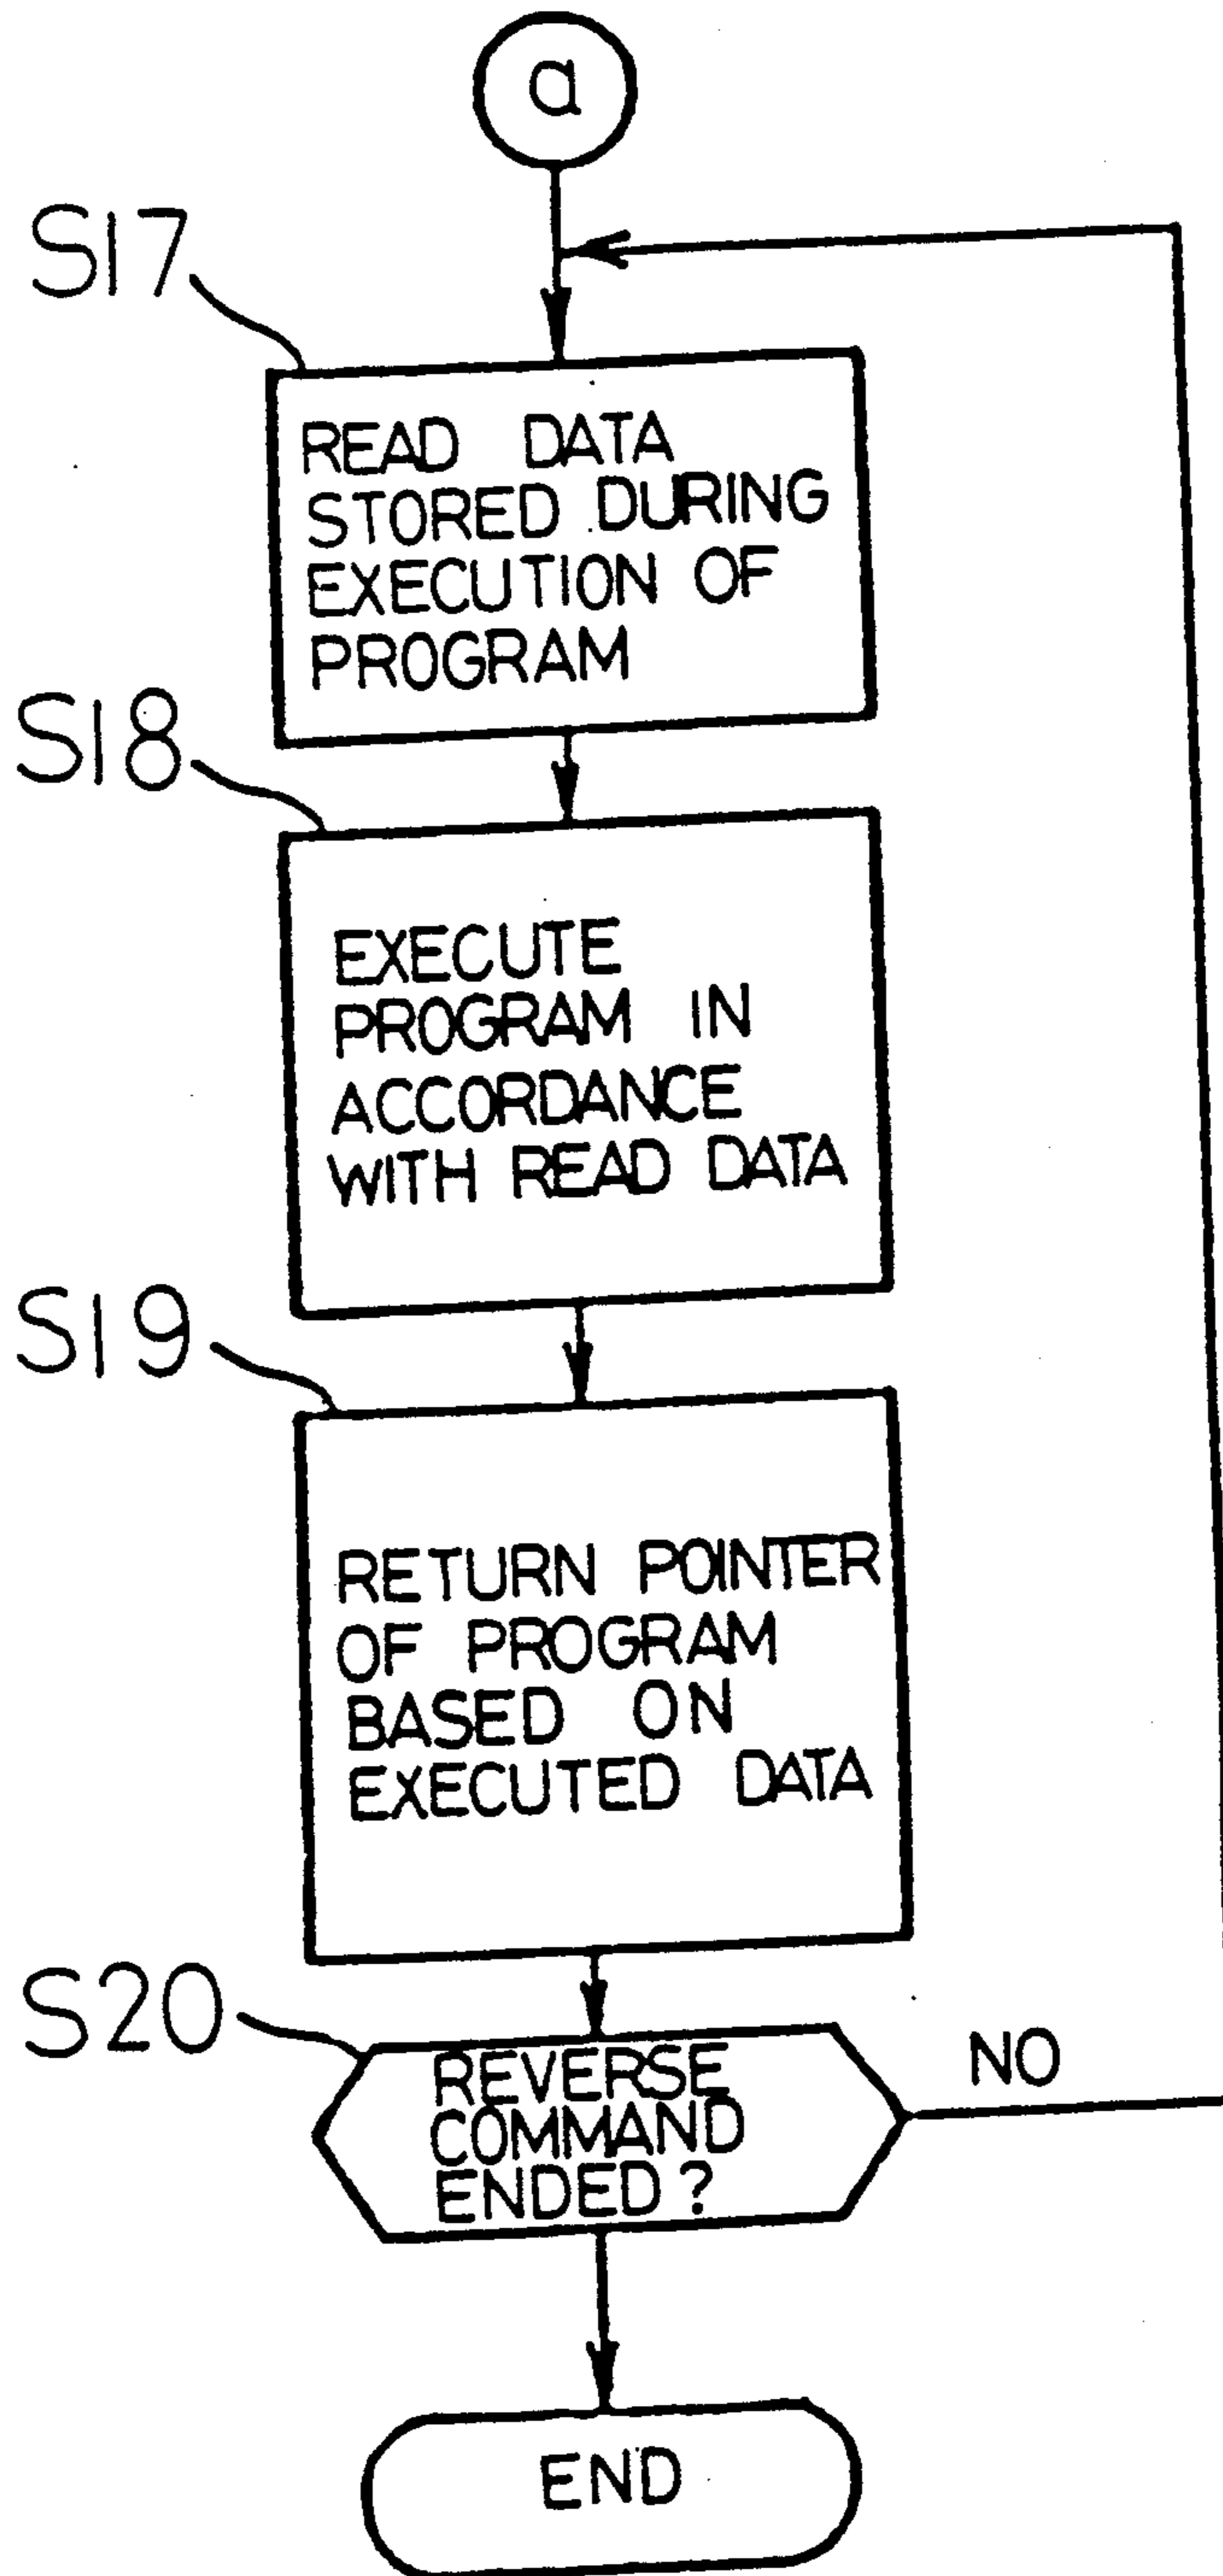 a
S17
READ DATA
STORED DURING
EXECUTION OF
PROGRAM
S18
EXECUTE
PROGRAM IN
ACCORDANCE
WITH READ DATA
S19
RETURN POINTER
OF PROGRAM
BASED ON
EXECUTED DATA
S20
REVERSE
COMMAND
ENDED?
NO
END